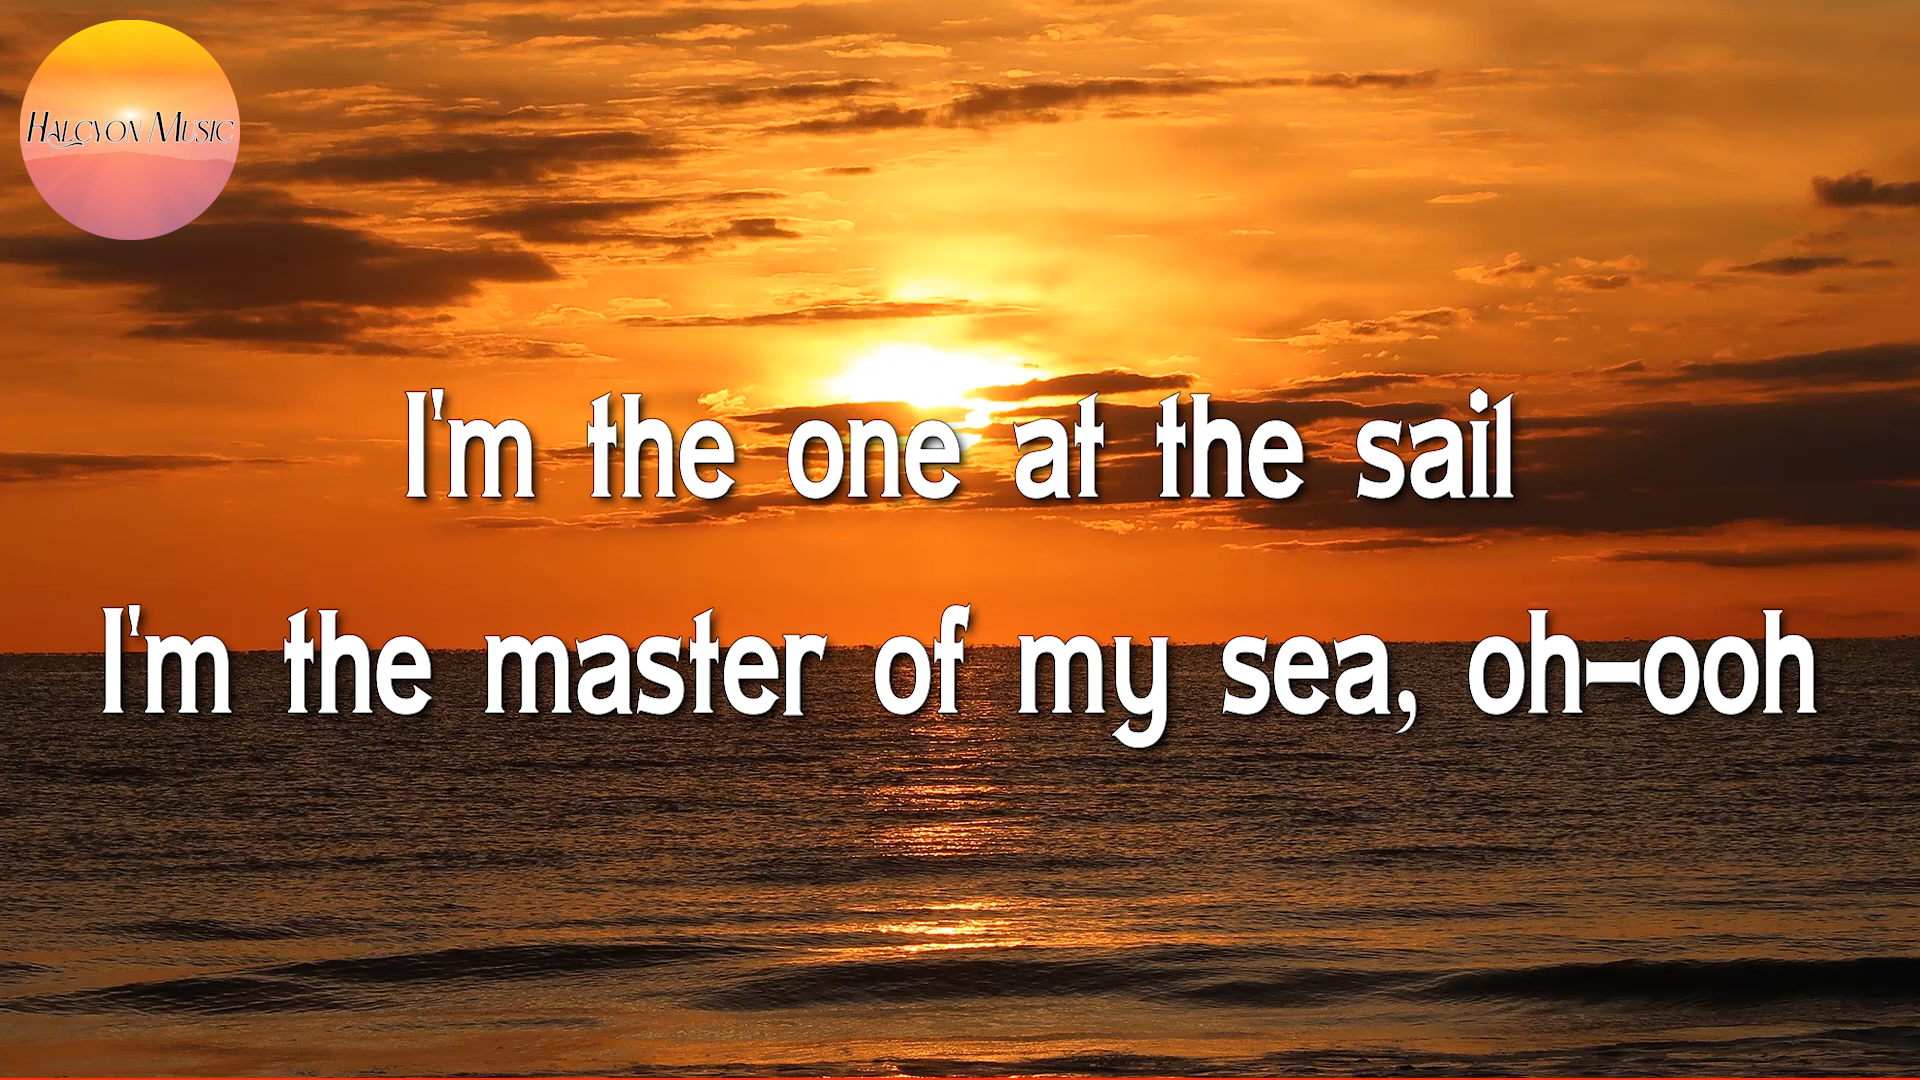 HALCYON MUSIC
I'm the one at the sail
I'm the master of my sea, oh-ooh